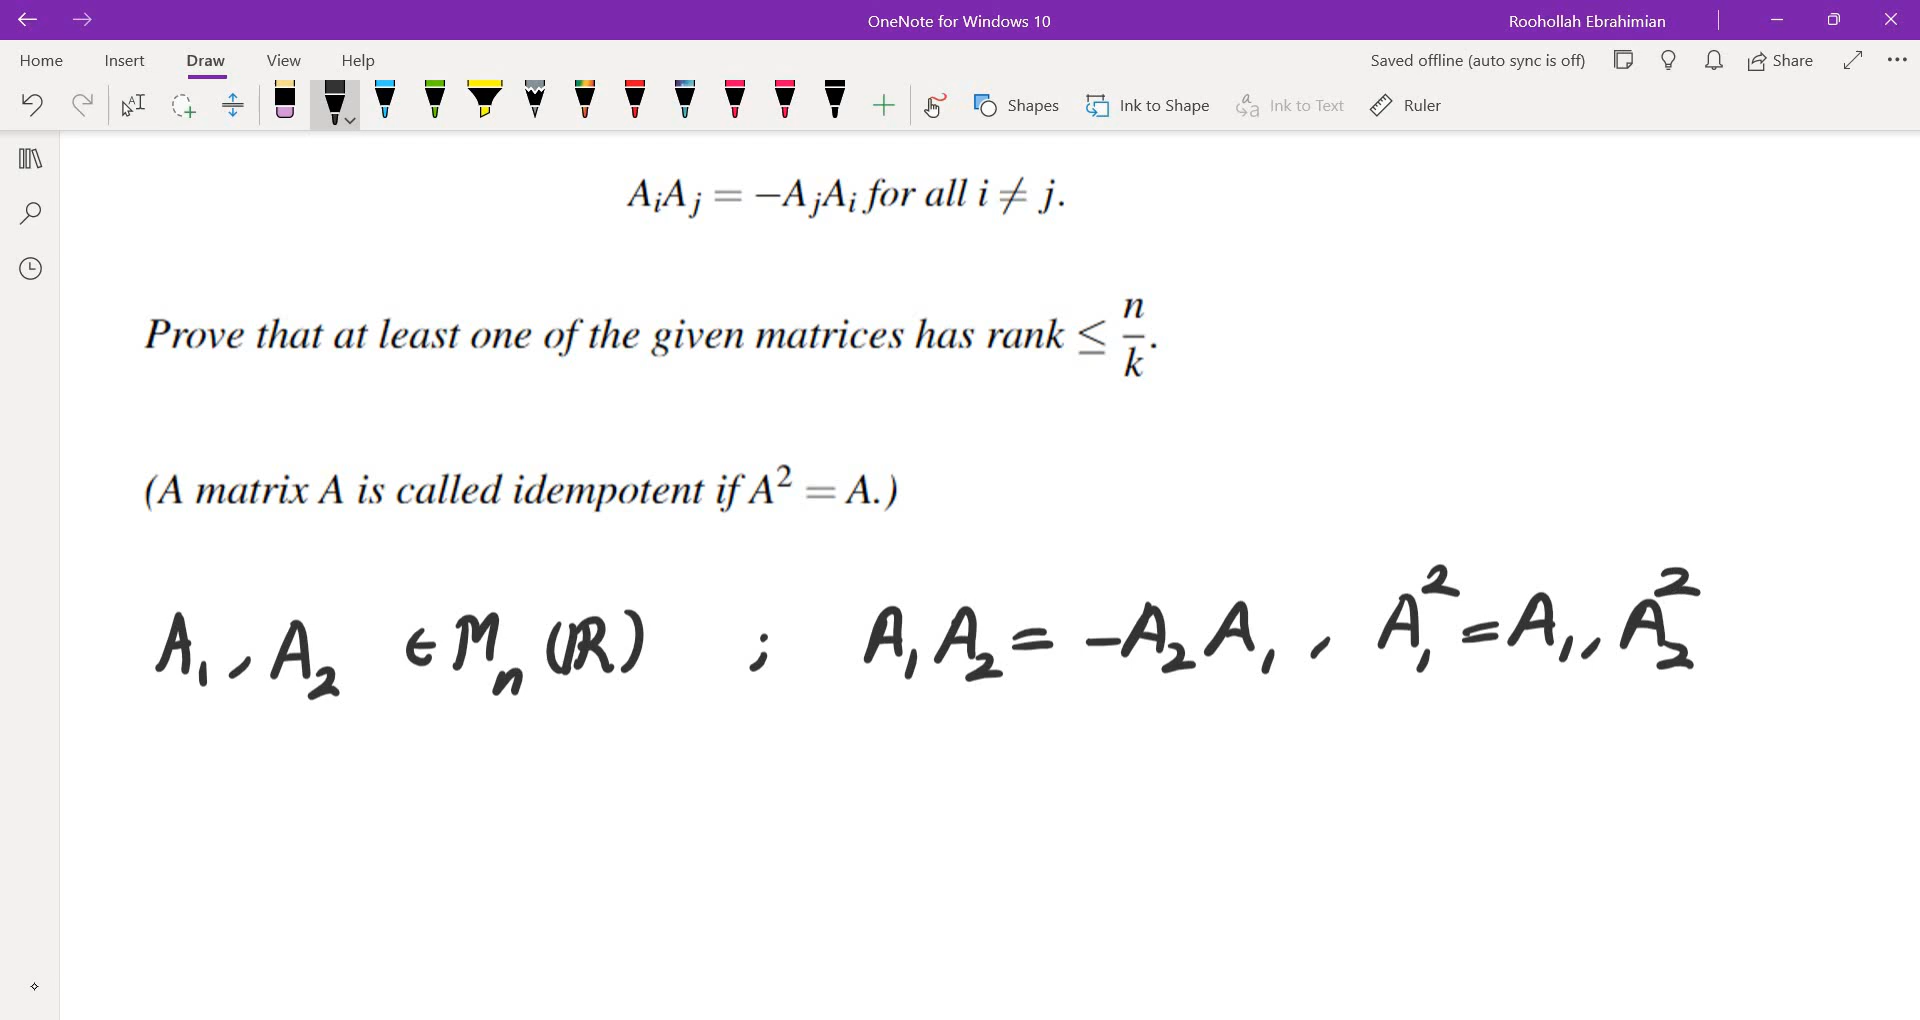 OneNote for Windows 10
Roohollah Ebrahimian
Home Insert Draw View Help
Saved offline (auto sync is off) Share
Shapes Ink to Shape Ink to Text Ruler
AᵢAⱼ = −AⱼAᵢ for all i ≠ j.
Prove that at least one of the given matrices has rank ≤ n/k.
(A matrix A is called idempotent if A² = A.)
A₁, A₂ ∈ Mₙ(ℝ) ; A₁A₂ = −A₂A₁, A₁² = A₁, A₂²